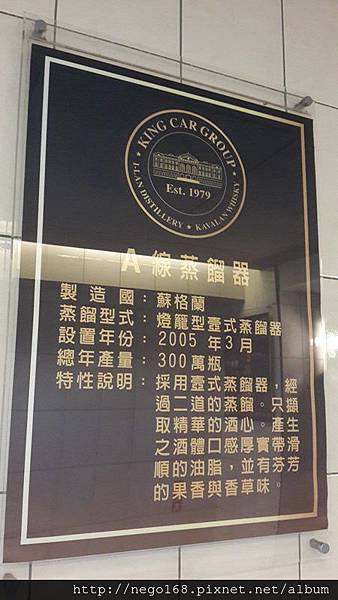 KING CAR GROUP
Est. 1979
I-LAN DISTILLERY ★ KAVALAN WHISKY
A線蒸餾器
製造國：蘇格蘭
蒸餾型式：燈籠型壺式蒸餾器
設置年份：2005 年3月
總年產量：300萬瓶
特性說明：採用壺式蒸餾器，經
過二道的蒸餾。只擷
取精華的酒心。產生
之酒體口感厚實帶滑
順的油脂，並有芬芳
的果香與香草味。
http://nego168.pixnet.net/album